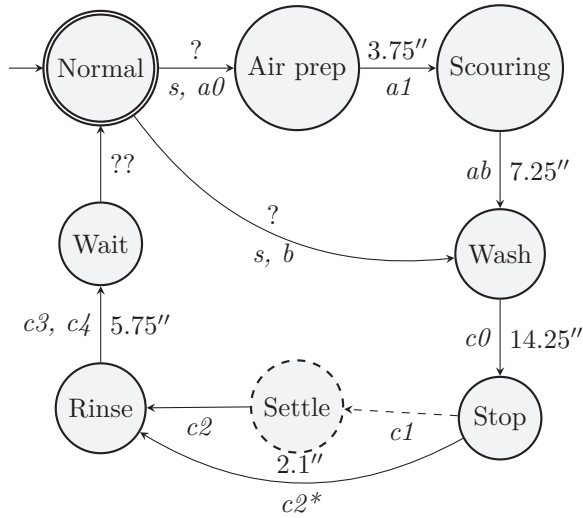 ?
3.75″
Normal
Air prep
Scouring
s, a0
a1
??
ab
7.25″
?
Wait
s, b
Wash
c3, c4
5.75″
c0
14.25″
Rinse
Settle
Stop
c2
c1
2.1″
c2*